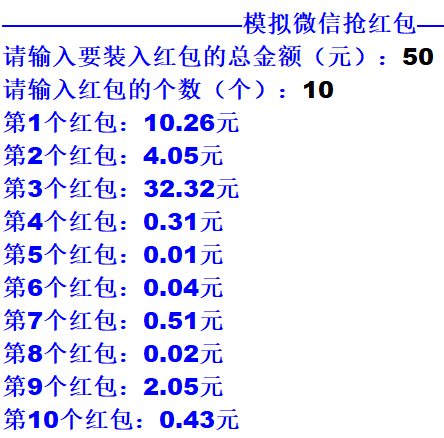 ———————————模拟微信抢红包—
请输入要装入红包的总金额（元）：50
请输入红包的个数（个）：10
第1个红包：10.26元
第2个红包：4.05元
第3个红包：32.32元
第4个红包：0.31元
第5个红包：0.01元
第6个红包：0.04元
第7个红包：0.51元
第8个红包：0.02元
第9个红包：2.05元
第10个红包：0.43元